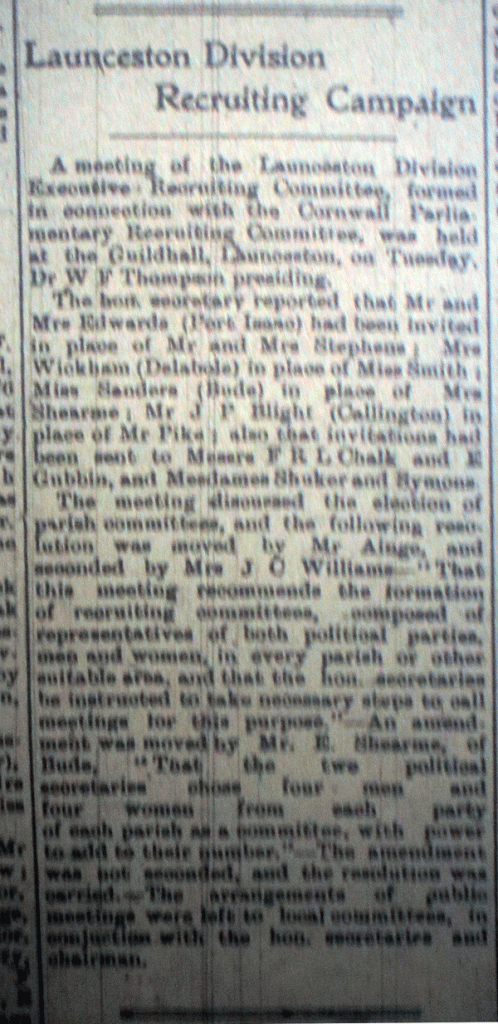 Launceston Division
Recruiting Campaign
A meeting of the Launceston Division
Executive Recruiting Committee, formed
in connection with the Cornwall Parlia-
mentary Recruiting Committee, was held
at the Guildhall, Launceston, on Tuesday,
Dr W F Thompson presiding.
The hon. secretary reported that Mr and
Mrs Edwards (Port Isaac) had been invited
in place of Mr and Mrs Stephens; Mrs
Wickham (Delabole) in place of Miss Smith;
Miss Sanders (Bude) in place of Mrs
Shearme; Mr J P Blight (Callington) in
place of Mr Pike; also that invitations had
been sent to Messrs F R L Chalk and E
Gubbin, and Mesdames Shuker and Symons.
The meeting discussed the election of
parish committees, and the following reso-
lution was moved by Mr and
seconded by Mrs J C Williams—"That
this meeting recommends the formation
of recruiting committees, composed of
representatives of both political parties,
men and women, in every parish or other
suitable area, and that the hon. secretaries
be instructed to take necessary steps to call
meetings for this purpose."—An amend-
ment was moved by Mr. E. Shearme, of
Bude, "That the two political
secretaries chose four men and
four women from each party
of each parish as a committee, with power
to add to their number."—The amendment
was not seconded, and the resolution was
carried.—The arrangements of public
meetings were left to local committees, in
conjuction with the hon. secretaries and
chairman.